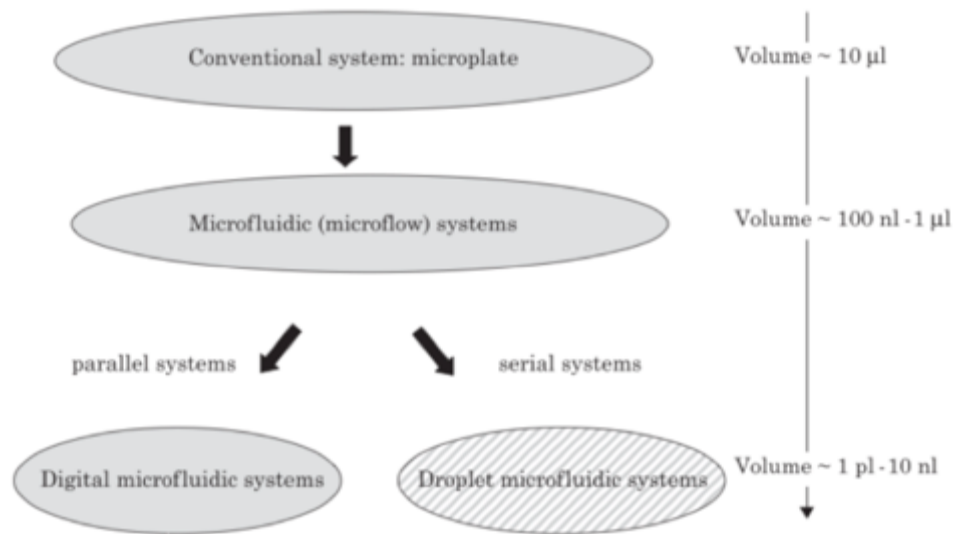 Conventional system: microplate
Volume ~ 10 μl
Microfluidic (microflow) systems
Volume ~ 100 nl -1 μl
parallel systems
serial systems
Digital microfluidic systems
Droplet microfluidic systems
Volume ~ 1 pl -10 nl